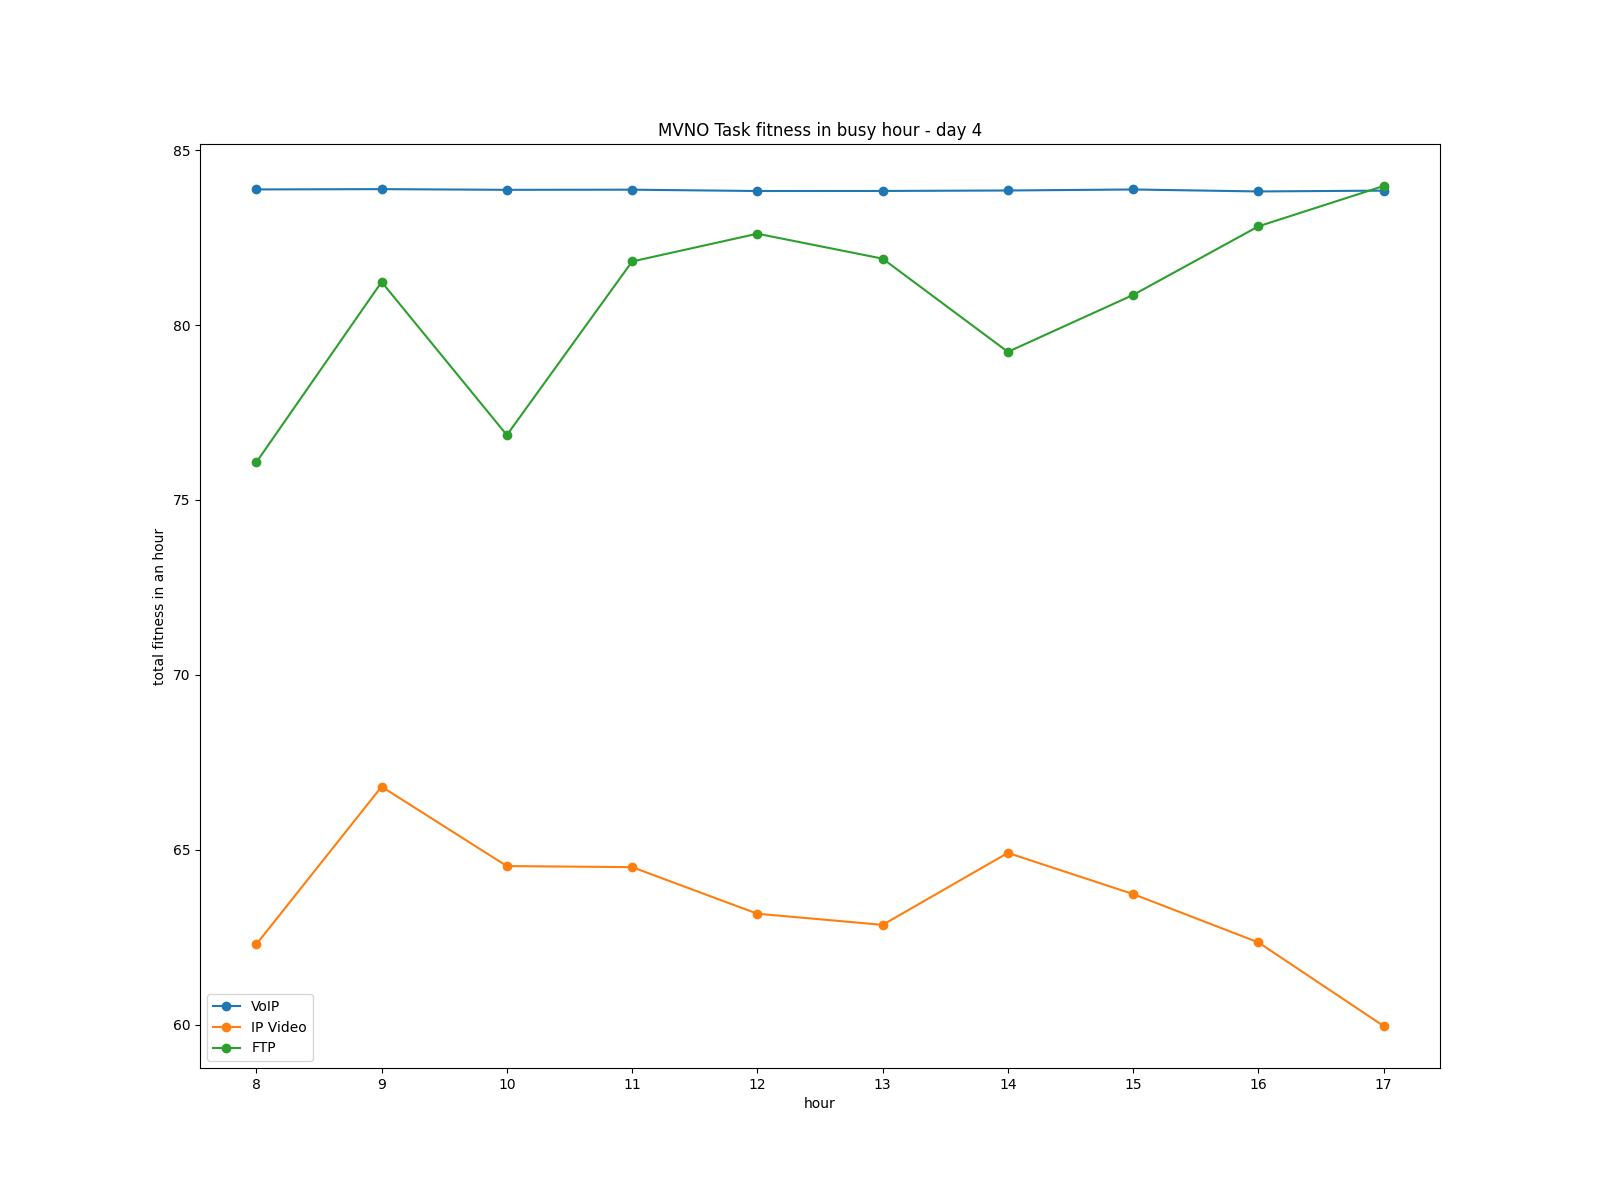 MVNO Task fitness in busy hour - day 4
85
80
75
70
65
60
total fitness in an hour
VoIP
IP Video
FTP
8 9 10 11 12 13 14 15 16 17
hour